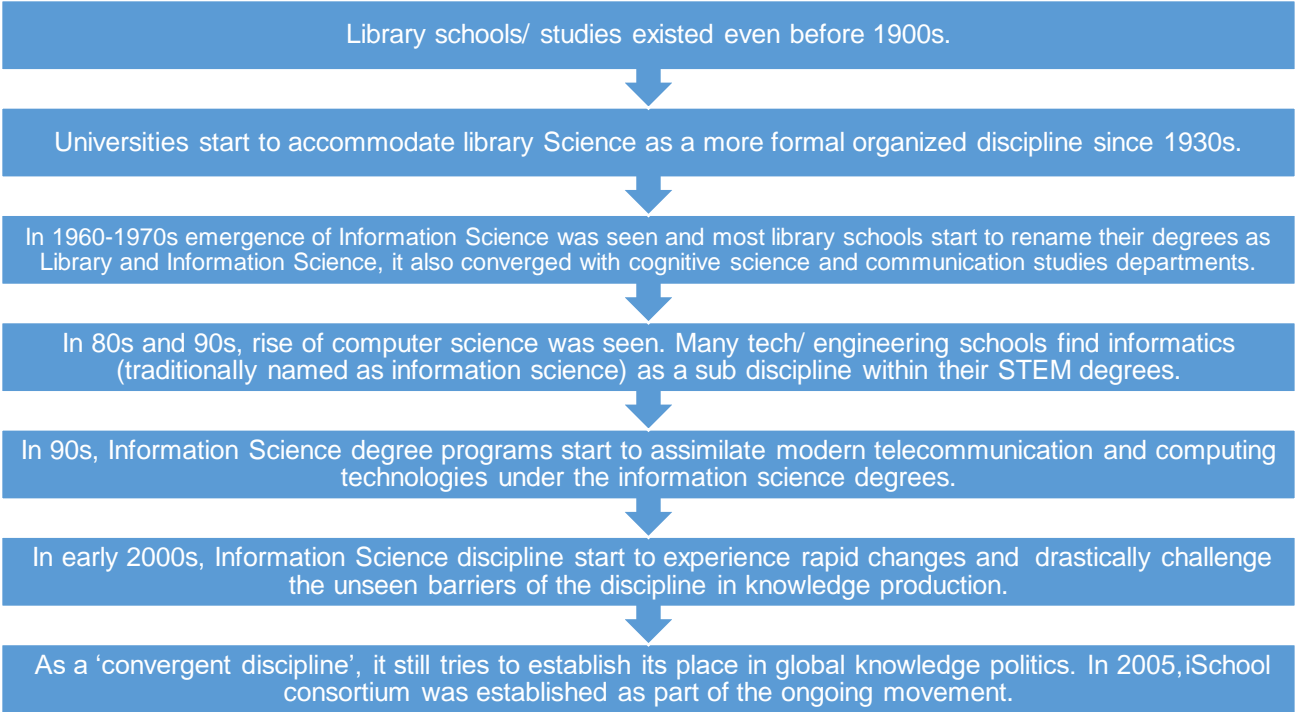 Library schools/ studies existed even before 1900s.
Universities start to accommodate library Science as a more formal organized discipline since 1930s.
In 1960-1970s emergence of Information Science was seen and most library schools start to rename their degrees as
Library and Information Science, it also converged with cognitive science and communication studies departments.
In 80s and 90s, rise of computer science was seen. Many tech/ engineering schools find informatics
(traditionally named as information science) as a sub discipline within their STEM degrees.
In 90s, Information Science degree programs start to assimilate modern telecommunication and computing
technologies under the information science degrees.
In early 2000s, Information Science discipline start to experience rapid changes and drastically challenge
the unseen barriers of the discipline in knowledge production.
As a ‘convergent discipline’, it still tries to establish its place in global knowledge politics. In 2005, iSchool
consortium was established as part of the ongoing movement.